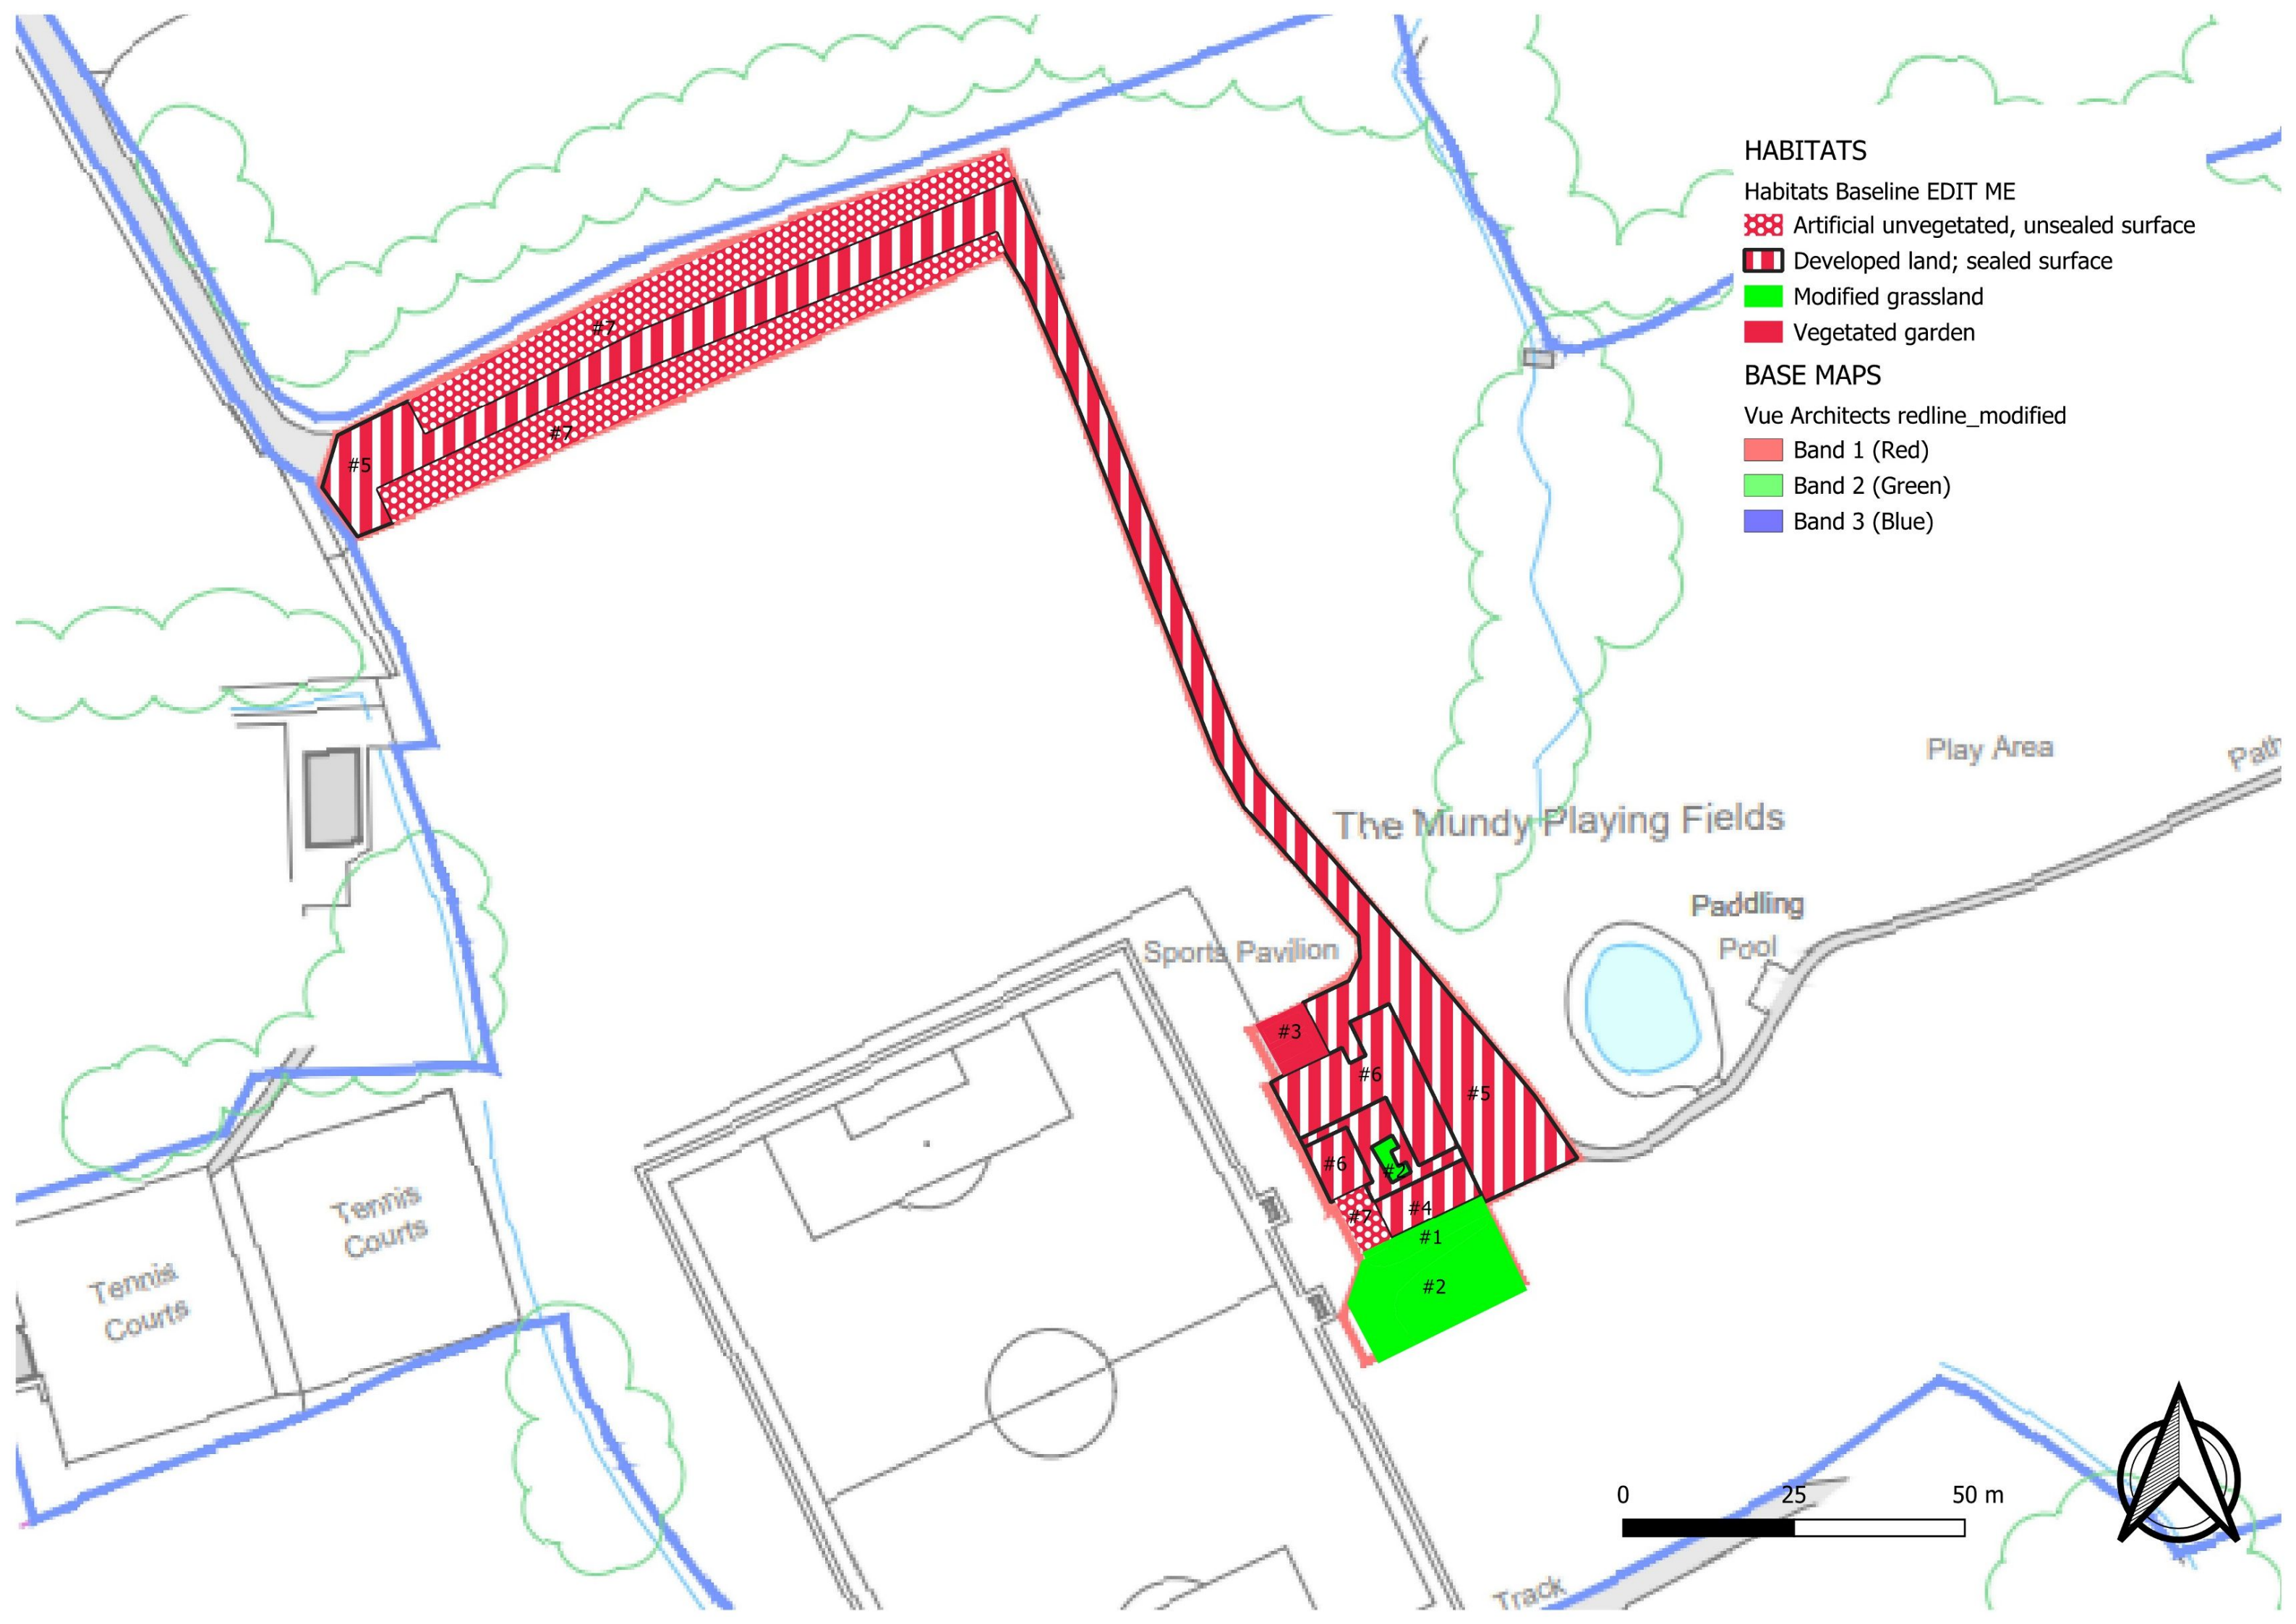 HABITATS
Habitats Baseline EDIT ME
Artificial unvegetated, unsealed surface
Developed land; sealed surface
Modified grassland
Vegetated garden
BASE MAPS
Vue Architects redline_modified
Band 1 (Red)
Band 2 (Green)
Band 3 (Blue)
#7
#7
#5
Play Area
Path
The Mundy Playing Fields
Paddling
Pool
Sports Pavilion
#3
#6
#5
#6
#2
#7
#4
#1
#2
Tennis
Courts
Tennis
Courts
0 25 50 m
Track